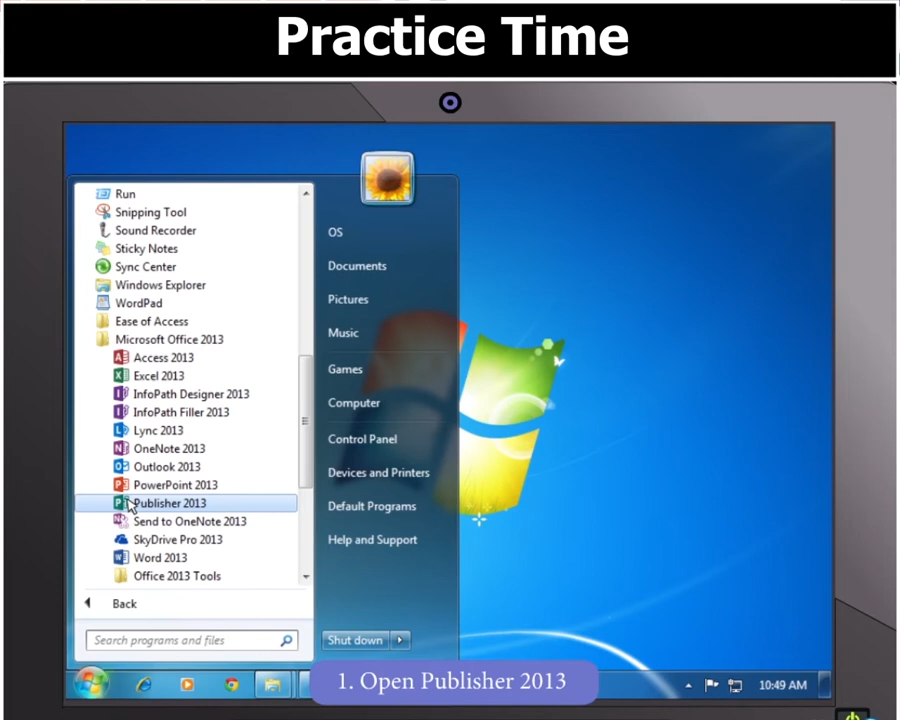 Practice Time
Run
Snipping Tool
Sound Recorder
Sticky Notes
Sync Center
Windows Explorer
WordPad
Ease of Access
Microsoft Office 2013
Access 2013
Excel 2013
InfoPath Designer 2013
InfoPath Filler 2013
Lync 2013
OneNote 2013
Outlook 2013
PowerPoint 2013
Publisher 2013
Send to OneNote 2013
SkyDrive Pro 2013
Word 2013
Office 2013 Tools
Back
Search programs and files
OS
Documents
Pictures
Music
Games
Computer
Control Panel
Devices and Printers
Default Programs
Help and Support
Shut down
1. Open Publisher 2013
10:49 AM